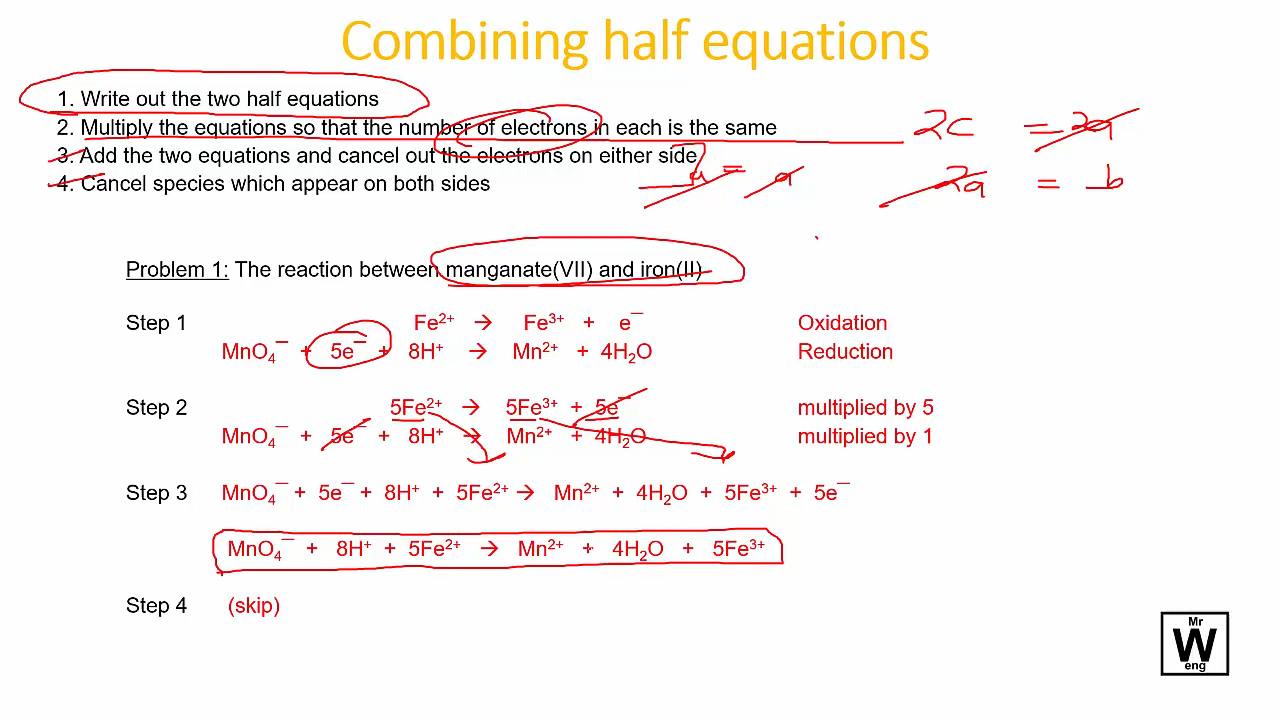 Combining half equations
1. Write out the two half equations
2. Multiply the equations so that the number of electrons in each is the same
3. Add the two equations and cancel out the electrons on either side
4. Cancel species which appear on both sides
2c = 2a
a = a
2a = b
Problem 1: The reaction between manganate(VII) and iron(II)
Step 1 Fe²⁺ → Fe³⁺ + e⁻ Oxidation
MnO₄⁻ + 5e⁻ + 8H⁺ → Mn²⁺ + 4H₂O Reduction
Step 2 5Fe²⁺ → 5Fe³⁺ + 5e⁻ multiplied by 5
MnO₄⁻ + 5e⁻ + 8H⁺ → Mn²⁺ + 4H₂O multiplied by 1
Step 3 MnO₄⁻ + 5e⁻ + 8H⁺ + 5Fe²⁺ → Mn²⁺ + 4H₂O + 5Fe³⁺ + 5e⁻
MnO₄⁻ + 8H⁺ + 5Fe²⁺ → Mn²⁺ + 4H₂O + 5Fe³⁺
Step 4 (skip)
Mr
W
eng